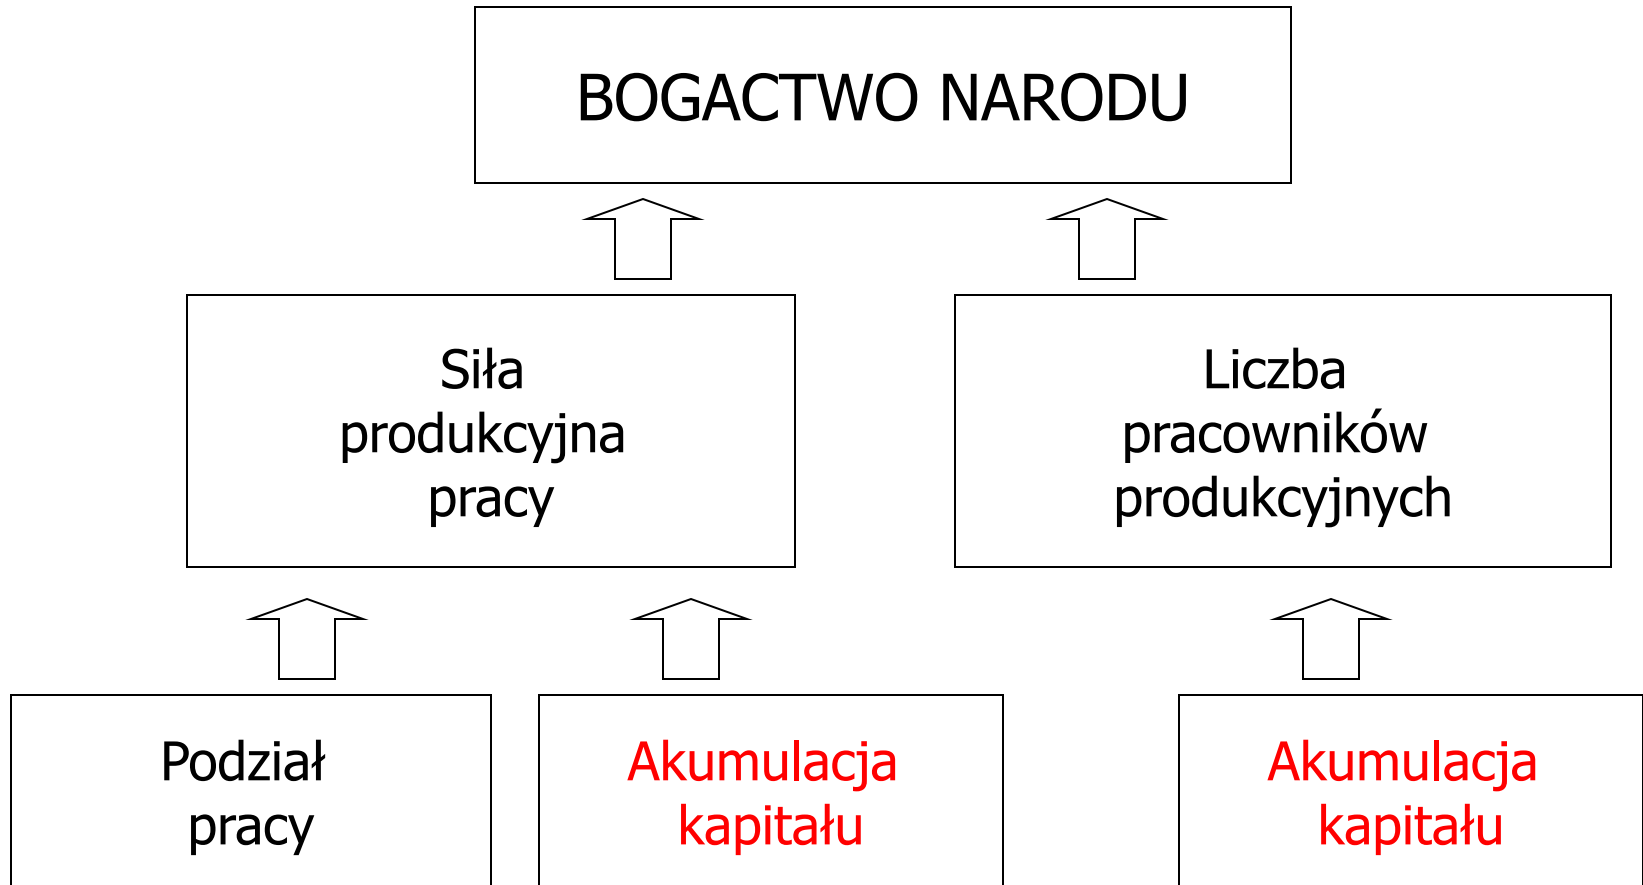 BOGACTWO NARODU
Siła
produkcyjna
pracy
Liczba
pracowników
produkcyjnych
Podział
pracy
Akumulacja
kapitału
Akumulacja
kapitału